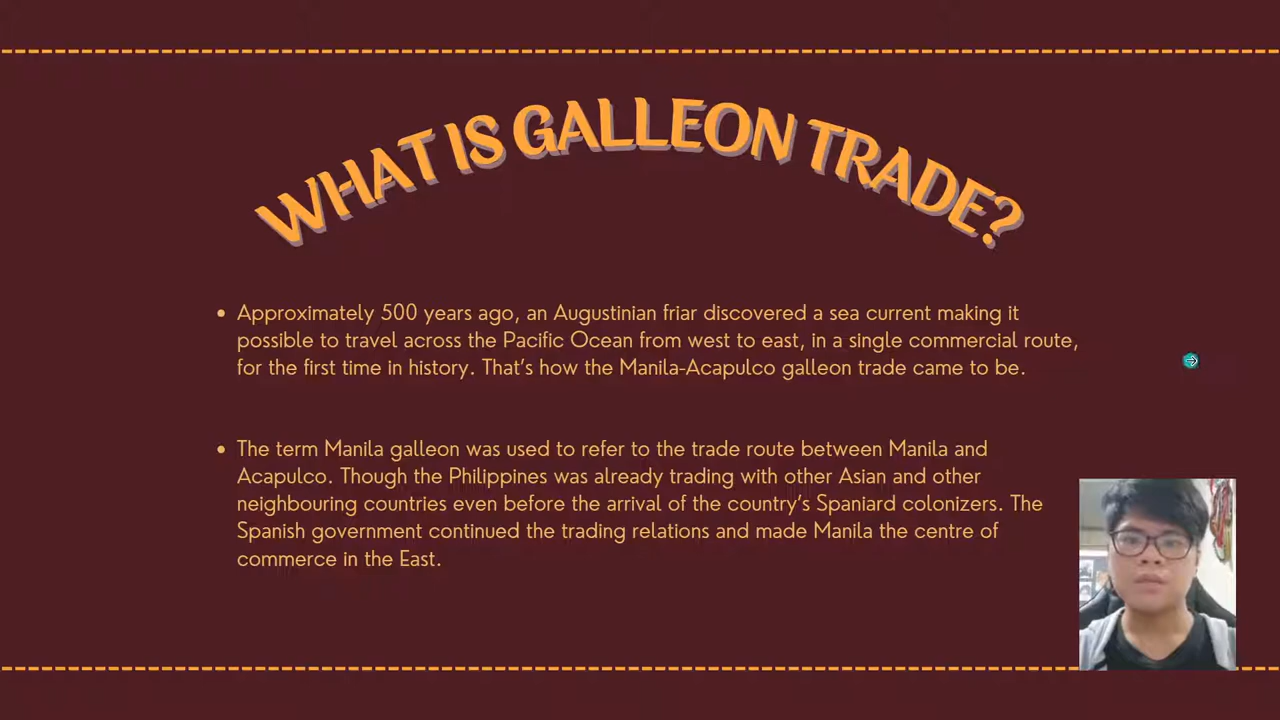 WHAT IS GALLEON TRADE?
• Approximately 500 years ago, an Augustinian friar discovered a sea current making it
possible to travel across the Pacific Ocean from west to east, in a single commercial route,
for the first time in history. That's how the Manila-Acapulco galleon trade came to be.
• The term Manila galleon was used to refer to the trade route between Manila and
Acapulco. Though the Philippines was already trading with other Asian and other
neighbouring countries even before the arrival of the country's Spaniard colonizers. The
Spanish government continued the trading relations and made Manila the centre of
commerce in the East.